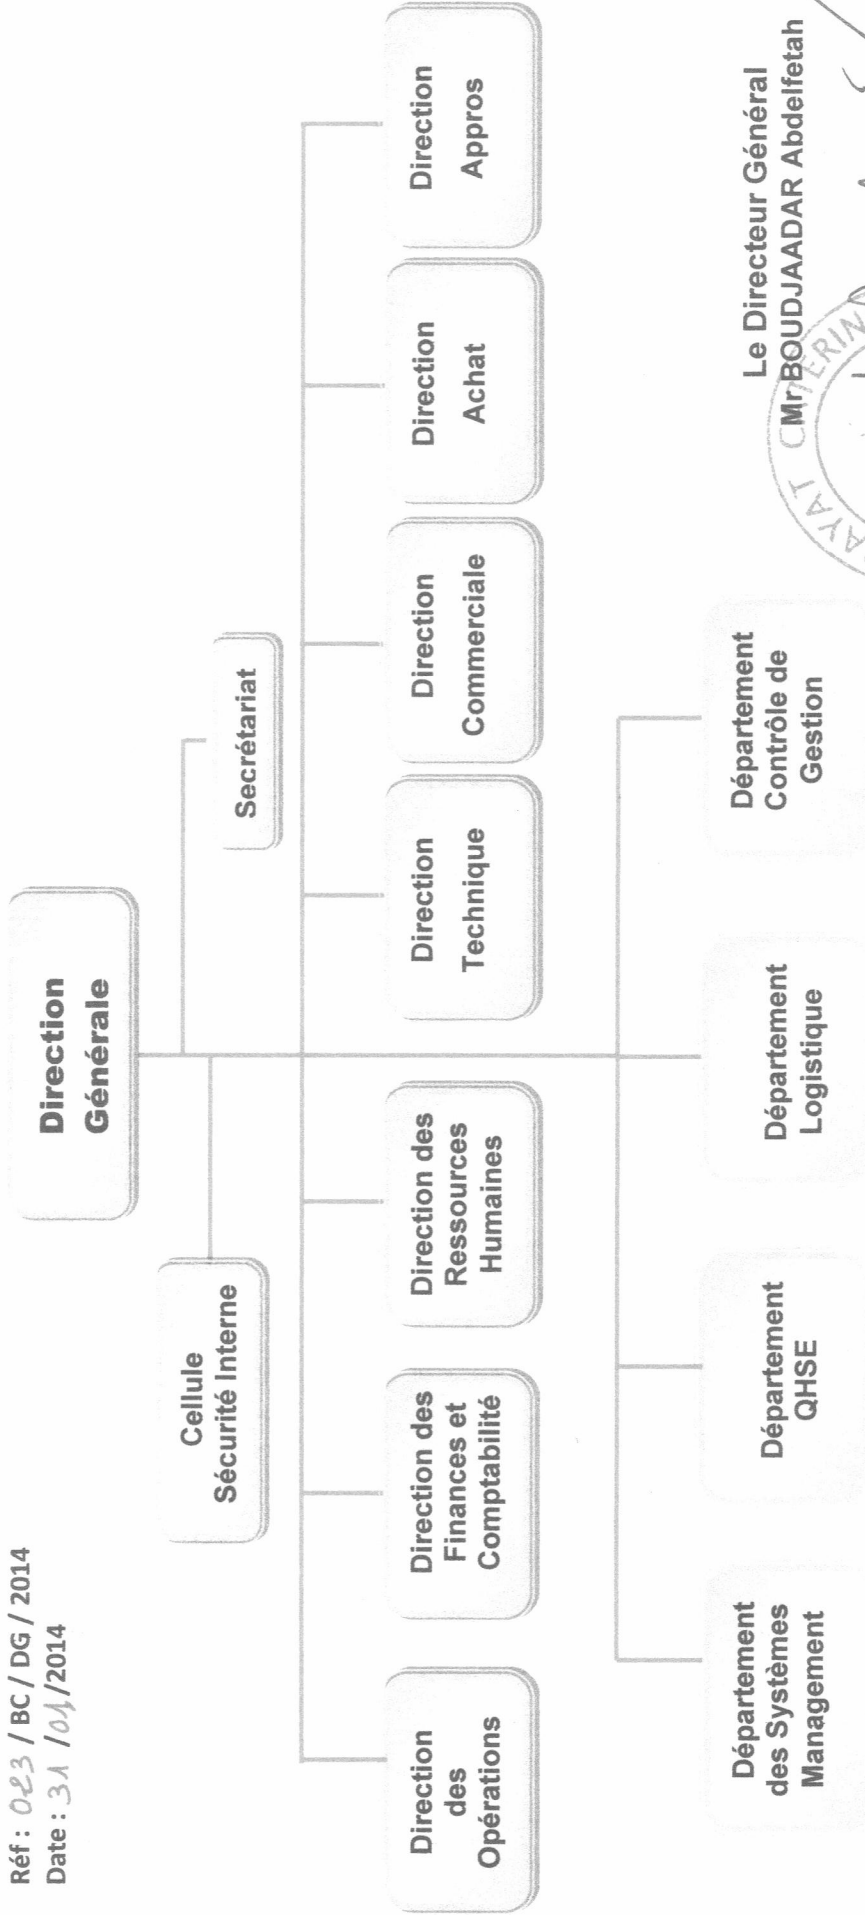 Réf : 023 / BC / DG / 2014
Date : 31 /01/2014
Direction
Générale
Cellule
Sécurité Interne
Secrétariat
Direction
des
Opérations
Direction des
Finances et
Comptabilité
Direction des
Ressources
Humaines
Direction
Technique
Direction
Commerciale
Direction
Achat
Direction
Appros
Département
des Systèmes
Management
Département
QHSE
Département
Logistique
Département
Contrôle de
Gestion
Le Directeur Général
Mr BOUDJAADAR Abdelfetah